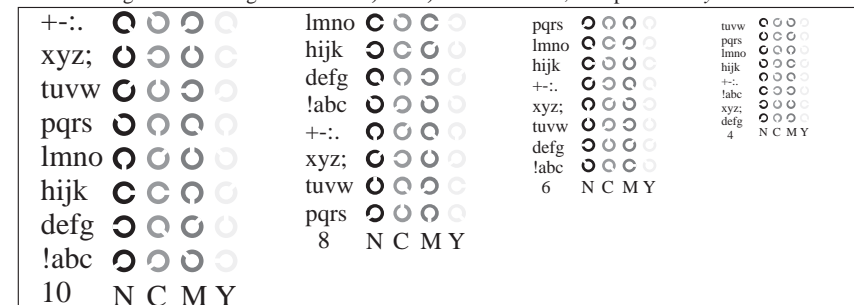 +-:.
xyz;
tuvw
pqrs
lmno
hijk
defg
!abc
10 N C M Y
lmno
hijk
defg
!abc
+-:.
xyz;
tuvw
pqrs
8 N C M Y
pqrs
lmno
hijk
+-:.
xyz;
tuvw
defg
!abc
6 N C M Y
tuvw
pqrs
lmno
hijk
+-:.
!abc
xyz;
defg
4 N C M Y